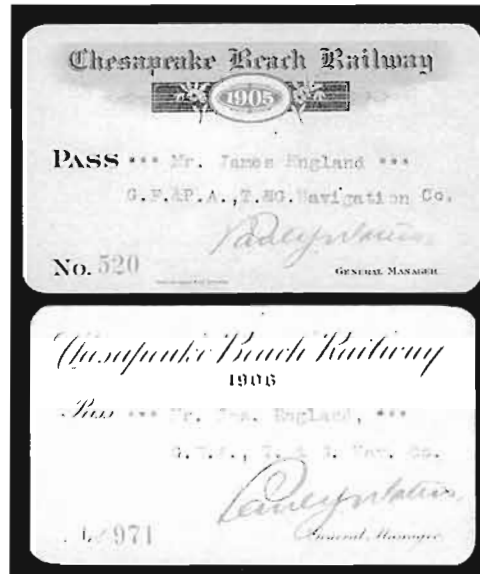 Chesapeake Beach Railway
1905
PASS *** Mr. James England ***
G.F.&P.A.,T.&G.Navigation Co.
No. 520
GENERAL MANAGER
Chesapeake Beach Railway
1906
Pass *** Mr. Jas. England, ***
Co.
971
General Manager